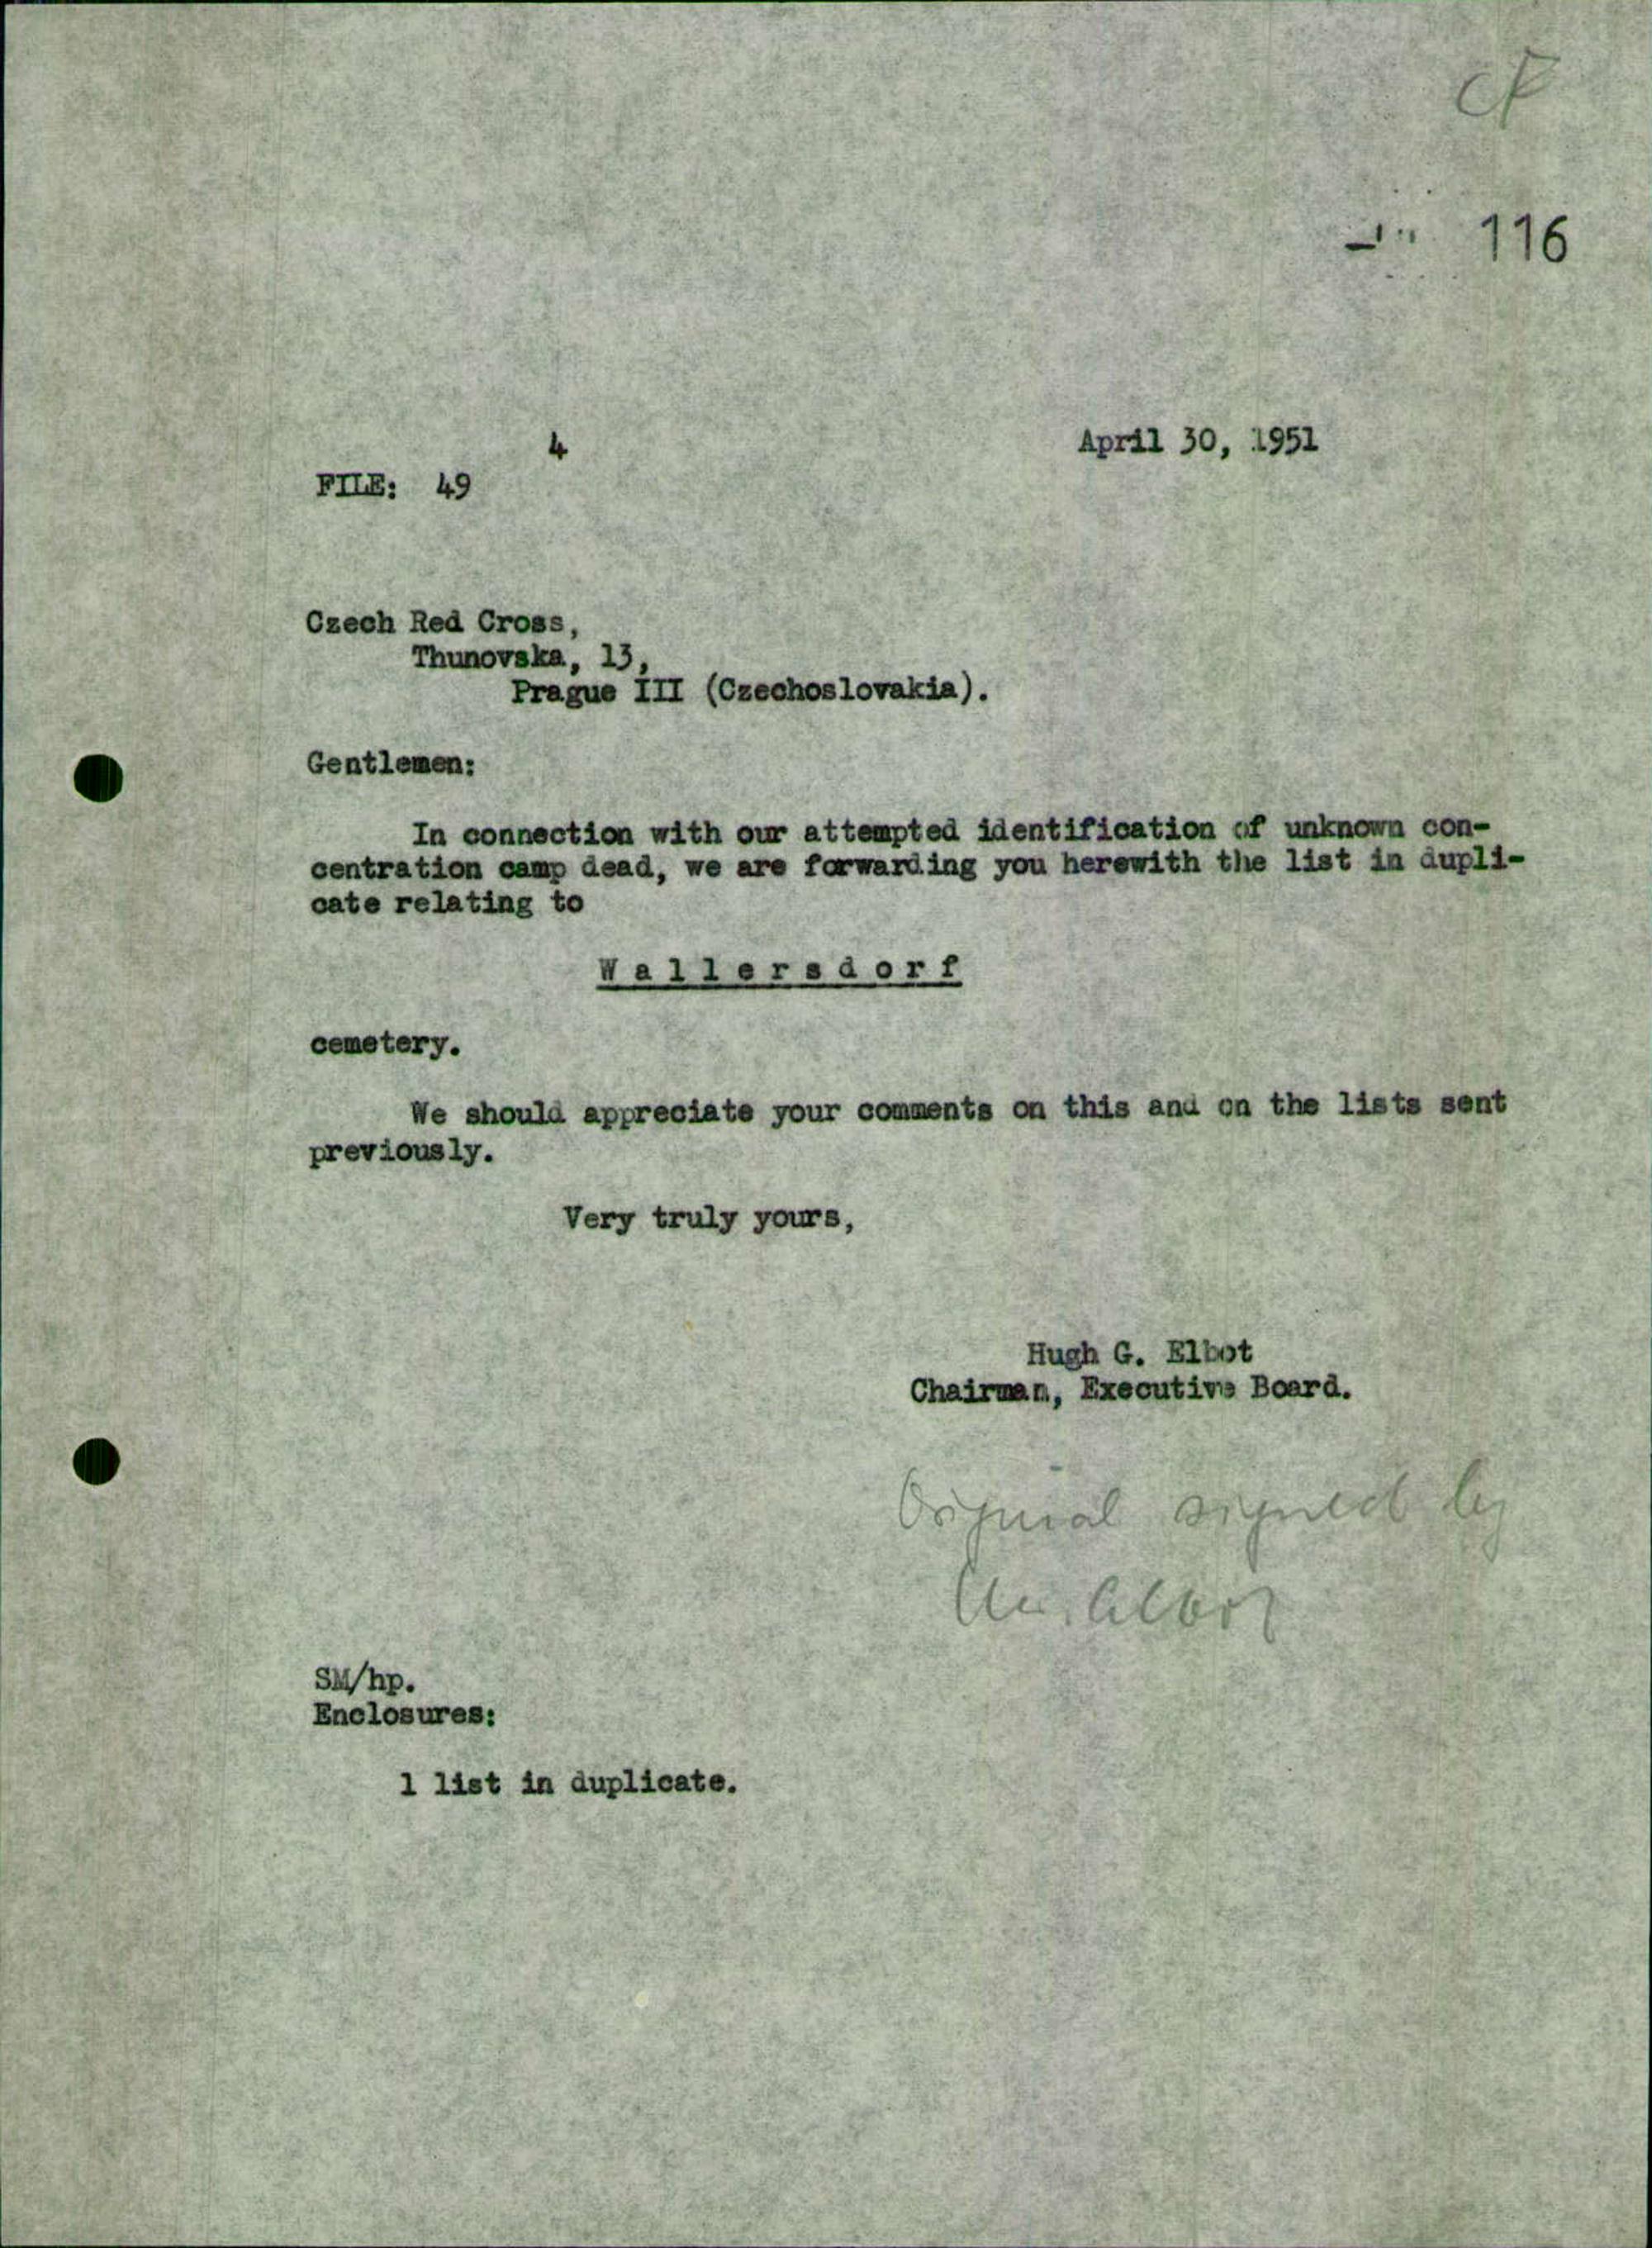 CF
116
4
April 30, 1951
FILE: 49
Czech Red Cross,
Thunovska, 13,
Prague III (Czechoslovakia).
Gentlemen:
In connection with our attempted identification of unknown con-
centration camp dead, we are forwarding you herewith the list in dupli-
cate relating to
Wallersdorf
cemetery.
We should appreciate your comments on this and on the lists sent
previously.
Very truly yours,
Hugh G. Elbot
Chairman, Executive Board.
Original signed by
Elbot
SM/hp.
Enclosures:
1 list in duplicate.